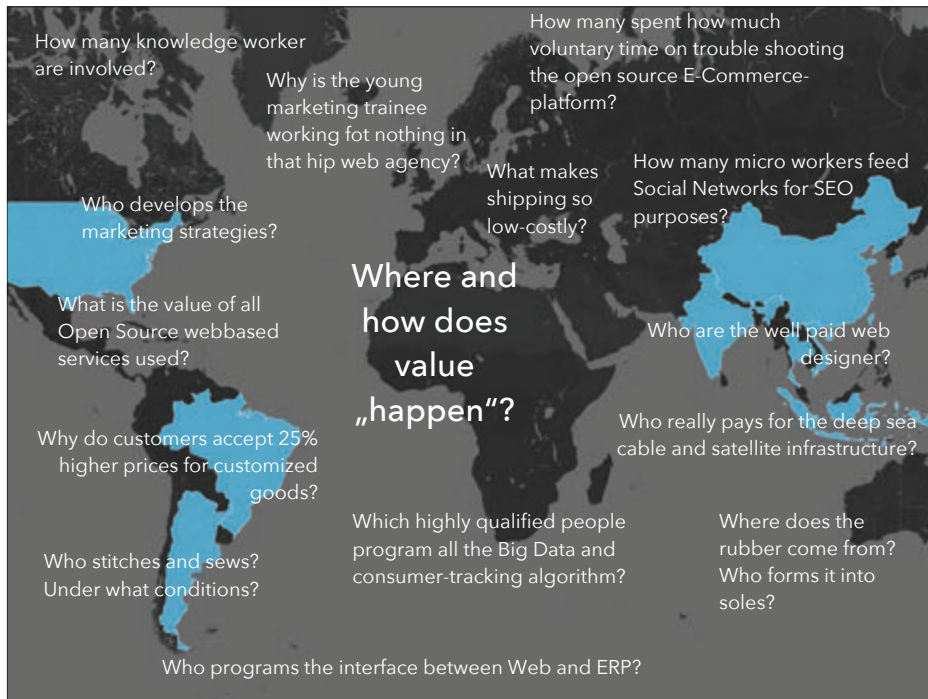 How many knowledge worker
are involved?
How many spent how much
voluntary time on trouble shooting
the open source E-Commerce-
platform?
Why is the young
marketing trainee
working fot nothing in
that hip web agency?
What makes
shipping so
low-costly?
How many micro workers feed
Social Networks for SEO
purposes?
Who develops the
marketing strategies?
Where and
how does
value
„happen“?
What is the value of all
Open Source webbased
services used?
Who are the well paid web
designer?
Why do customers accept 25%
higher prices for customized
goods?
Who really pays for the deep sea
cable and satellite infrastructure?
Which highly qualified people
program all the Big Data and
consumer-tracking algorithm?
Where does the
rubber come from?
Who forms it into
soles?
Who stitches and sews?
Under what conditions?
Who programs the interface between Web and ERP?